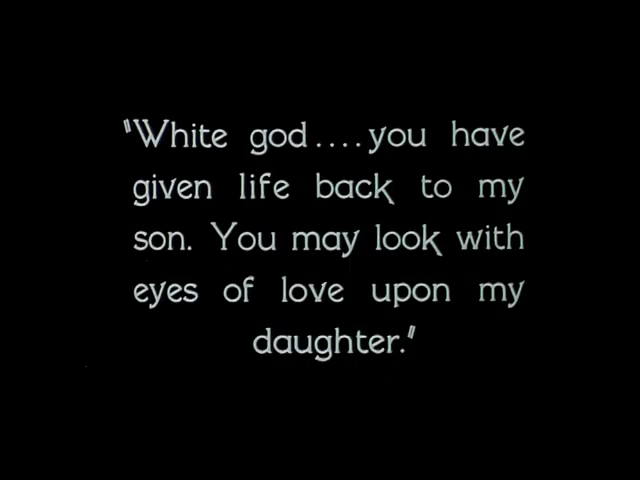 "White god....you have
given life back to my
son. You may look with
eyes of love upon my
daughter."